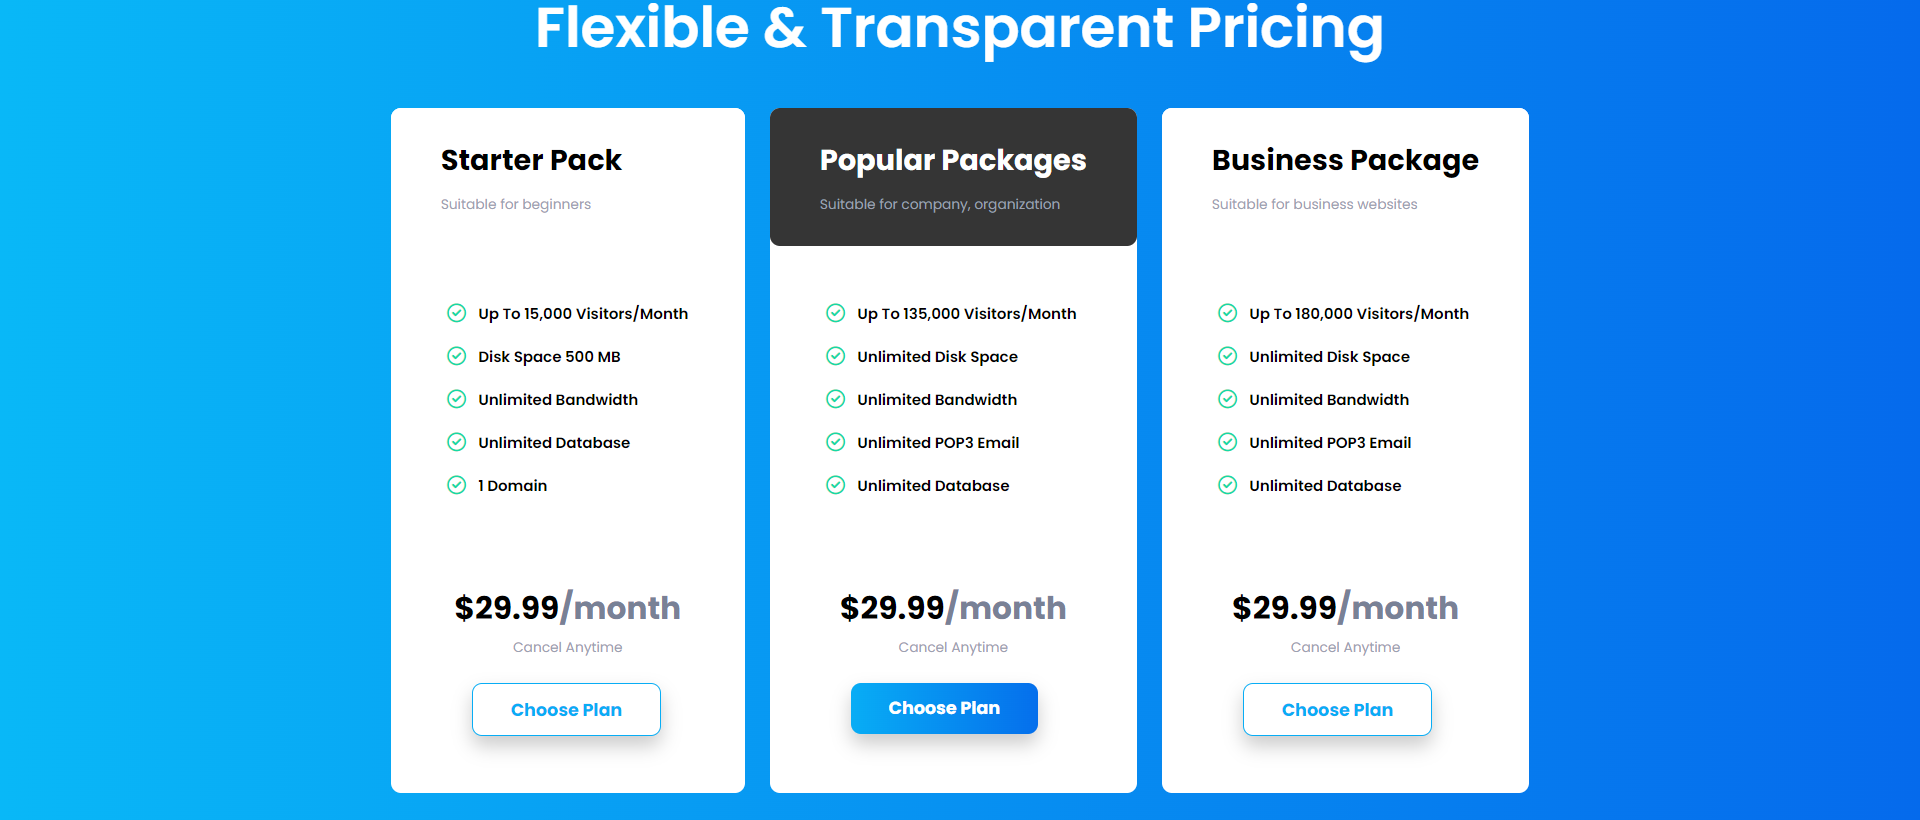 Flexible & Transparent Pricing
Starter Pack
Suitable for beginners
Up To 15,000 Visitors/Month
Disk Space 500 MB
Unlimited Bandwidth
Unlimited Database
1 Domain
$29.99/month
Cancel Anytime
Choose Plan
Popular Packages
Suitable for company, organization
Up To 135,000 Visitors/Month
Unlimited Disk Space
Unlimited Bandwidth
Unlimited POP3 Email
Unlimited Database
$29.99/month
Cancel Anytime
Choose Plan
Business Package
Suitable for business websites
Up To 180,000 Visitors/Month
Unlimited Disk Space
Unlimited Bandwidth
Unlimited POP3 Email
Unlimited Database
$29.99/month
Cancel Anytime
Choose Plan